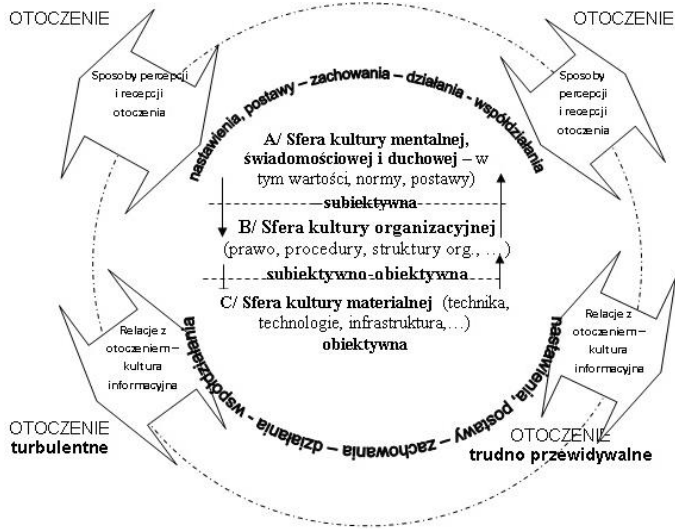 OTOCZENIE
OTOCZENIE
Sposoby percepcji
i recepcji
otoczenia
Sposoby
percepcji
i recepcji
otoczenia
nastawienia, postawy – zachowania – działania - współdziałania
A/ Sfera kultury mentalnej,
świadomościowej i duchowej – w
tym wartości, normy, postawy)
subiektywna
B/ Sfera kultury organizacyjnej
(prawo, procedury, struktury org., …)
subiektywno-obiektywna
C/ Sfera kultury materialnej (technika,
technologie, infrastruktura,…)
obiektywna
Relacje z
otoczeniem –
kultura
informacyjna
Relacje z
otoczeniem –
kultura
informacyjna
nastawienia, postawy – zachowania – działania - współdziałania
OTOCZENIE
turbulentne
OTOCZENIE
trudno przewidywalne